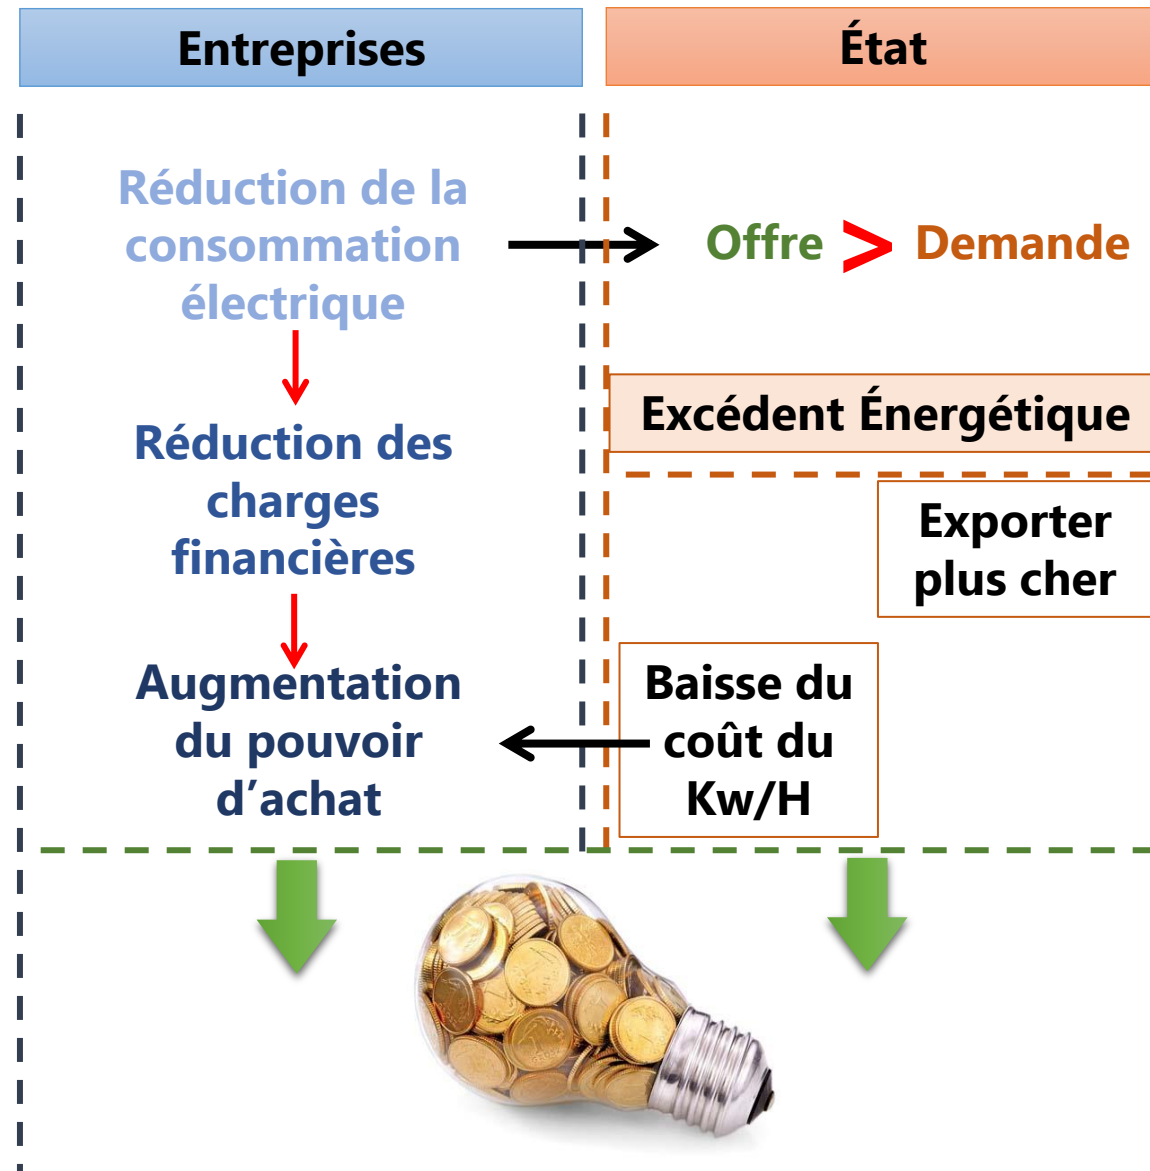 Entreprises
État
Réduction de la
consommation
électrique
Offre > Demande
Réduction des
charges
financières
Excédent Énergétique
Exporter
plus cher
Augmentation
du pouvoir
d’achat
Baisse du
coût du
Kw/H